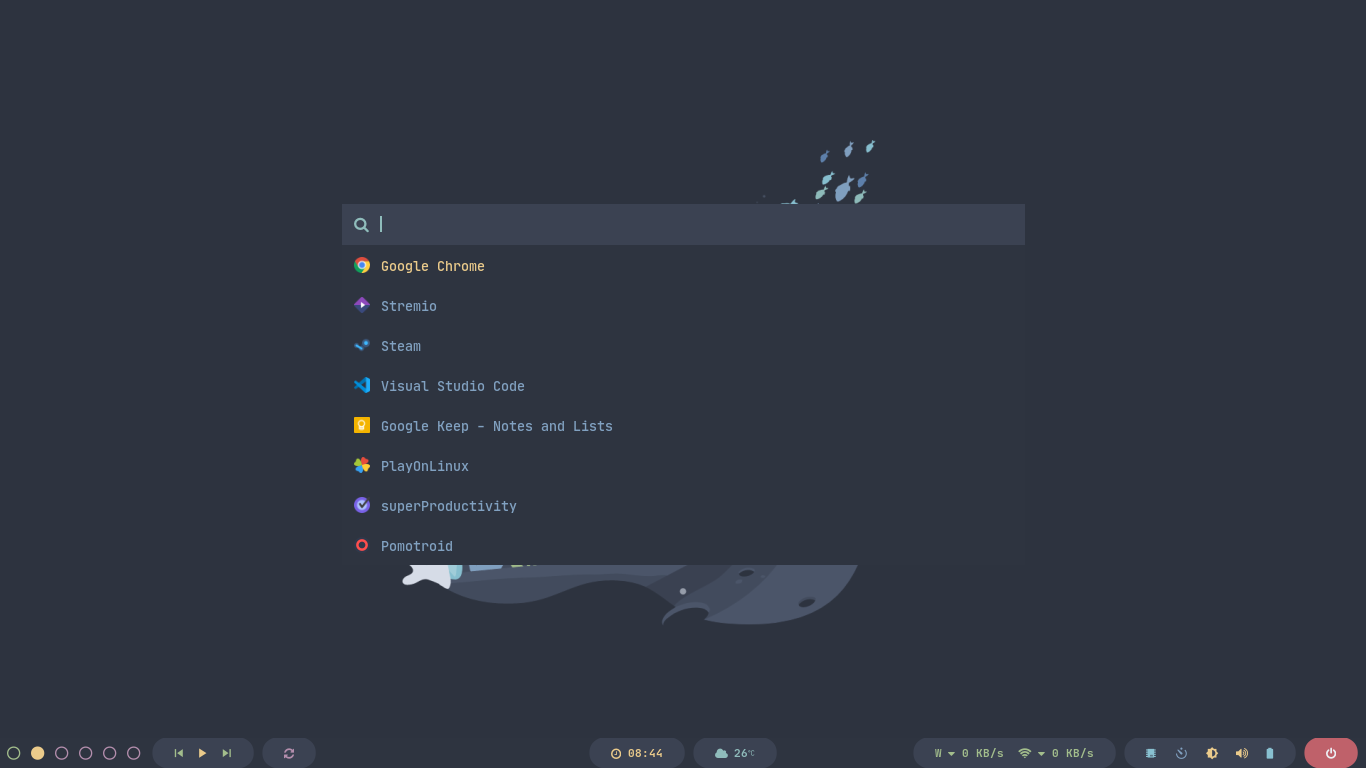 Google Chrome
Stremio
Steam
Visual Studio Code
Google Keep - Notes and Lists
PlayOnLinux
superProductivity
Pomotroid
08:44 26°C W 0 KB/s 0 KB/s